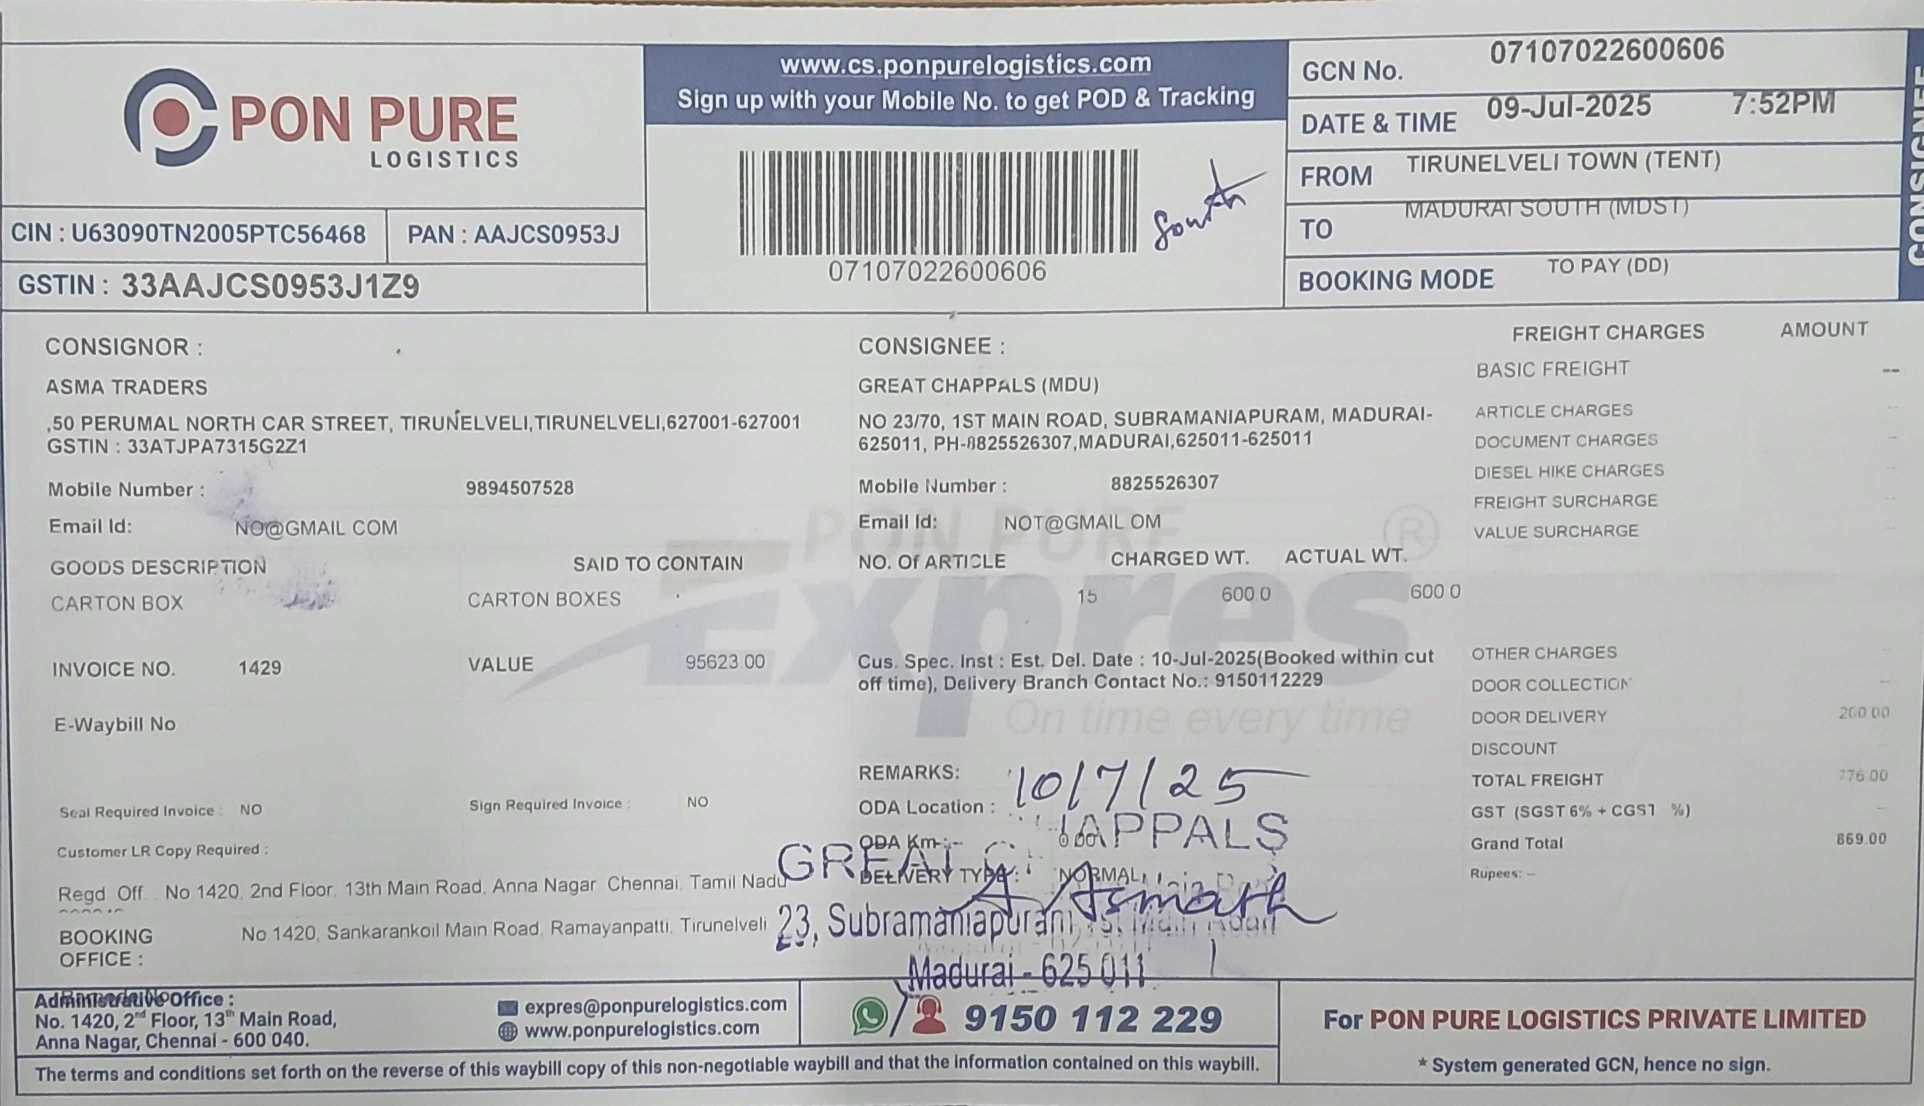 PON PURE
LOGISTICS
CIN : U63090TN2005PTC56468
PAN : AAJCS0953J
GSTIN : 33AAJCS0953J1Z9
www.cs.ponpurelogistics.com
Sign up with your Mobile No. to get POD & Tracking
07107022600606
South
GCN No. 07107022600606
DATE & TIME 09-Jul-2025 7:52PM
FROM TIRUNELVELI TOWN (TENT)
TO MADURAI SOUTH (MDST)
BOOKING MODE TO PAY (DD)
CONSIGNEE
CONSIGNOR :
ASMA TRADERS
,50 PERUMAL NORTH CAR STREET, TIRUNELVELI,TIRUNELVELI,627001-627001
GSTIN : 33ATJPA7315G2Z1
Mobile Number : 9894507528
Email Id: NO@GMAIL COM
CONSIGNEE :
GREAT CHAPPALS (MDU)
NO 23/70, 1ST MAIN ROAD, SUBRAMANIAPURAM, MADURAI-
625011, PH-8825526307,MADURAI,625011-625011
Mobile Number : 8825526307
Email Id: NOT@GMAIL OM
FREIGHT CHARGES AMOUNT
BASIC FREIGHT --
ARTICLE CHARGES --
DOCUMENT CHARGES --
DIESEL HIKE CHARGES --
FREIGHT SURCHARGE --
VALUE SURCHARGE --
PON PURE
Expres
®
On time every time
GOODS DESCRIPTION SAID TO CONTAIN NO. Of ARTICLE CHARGED WT. ACTUAL WT.
CARTON BOX CARTON BOXES 15 600 0 600 0
INVOICE NO. 1429 VALUE 95623.00
E-Waybill No
Cus. Spec. Inst : Est. Del. Date : 10-Jul-2025(Booked within cut
off time), Delivery Branch Contact No.: 9150112229
OTHER CHARGES
DOOR COLLECTION --
DOOR DELIVERY 200 00
DISCOUNT
TOTAL FREIGHT 776 00
GST (SGST 6% + CGST %)
Grand Total 869.00
Rupees: --
REMARKS:
10/7/25
ODA Location :
ODA Km:--
DELIVERY TYPE : NORMAL
Seal Required Invoice : NO
Sign Required Invoice : NO
Customer LR Copy Required :
Regd Off No 1420, 2nd Floor, 13th Main Road, Anna Nagar Chennai, Tamil Nadu
BOOKING OFFICE : No 1420, Sankarankoil Main Road, Ramayanpatti, Tirunelveli
GREAT CHAPPALS
23, Subramaniapuram 1st Main Road
Madurai - 625 011
A Asmath
Administrative Office :
No. 1420, 2nd Floor, 13th Main Road,
Anna Nagar, Chennai - 600 040.
expres@ponpurelogistics.com
www.ponpurelogistics.com
9150 112 229
For PON PURE LOGISTICS PRIVATE LIMITED
* System generated GCN, hence no sign.
The terms and conditions set forth on the reverse of this waybill copy of this non-negotiable waybill and that the information contained on this waybill.